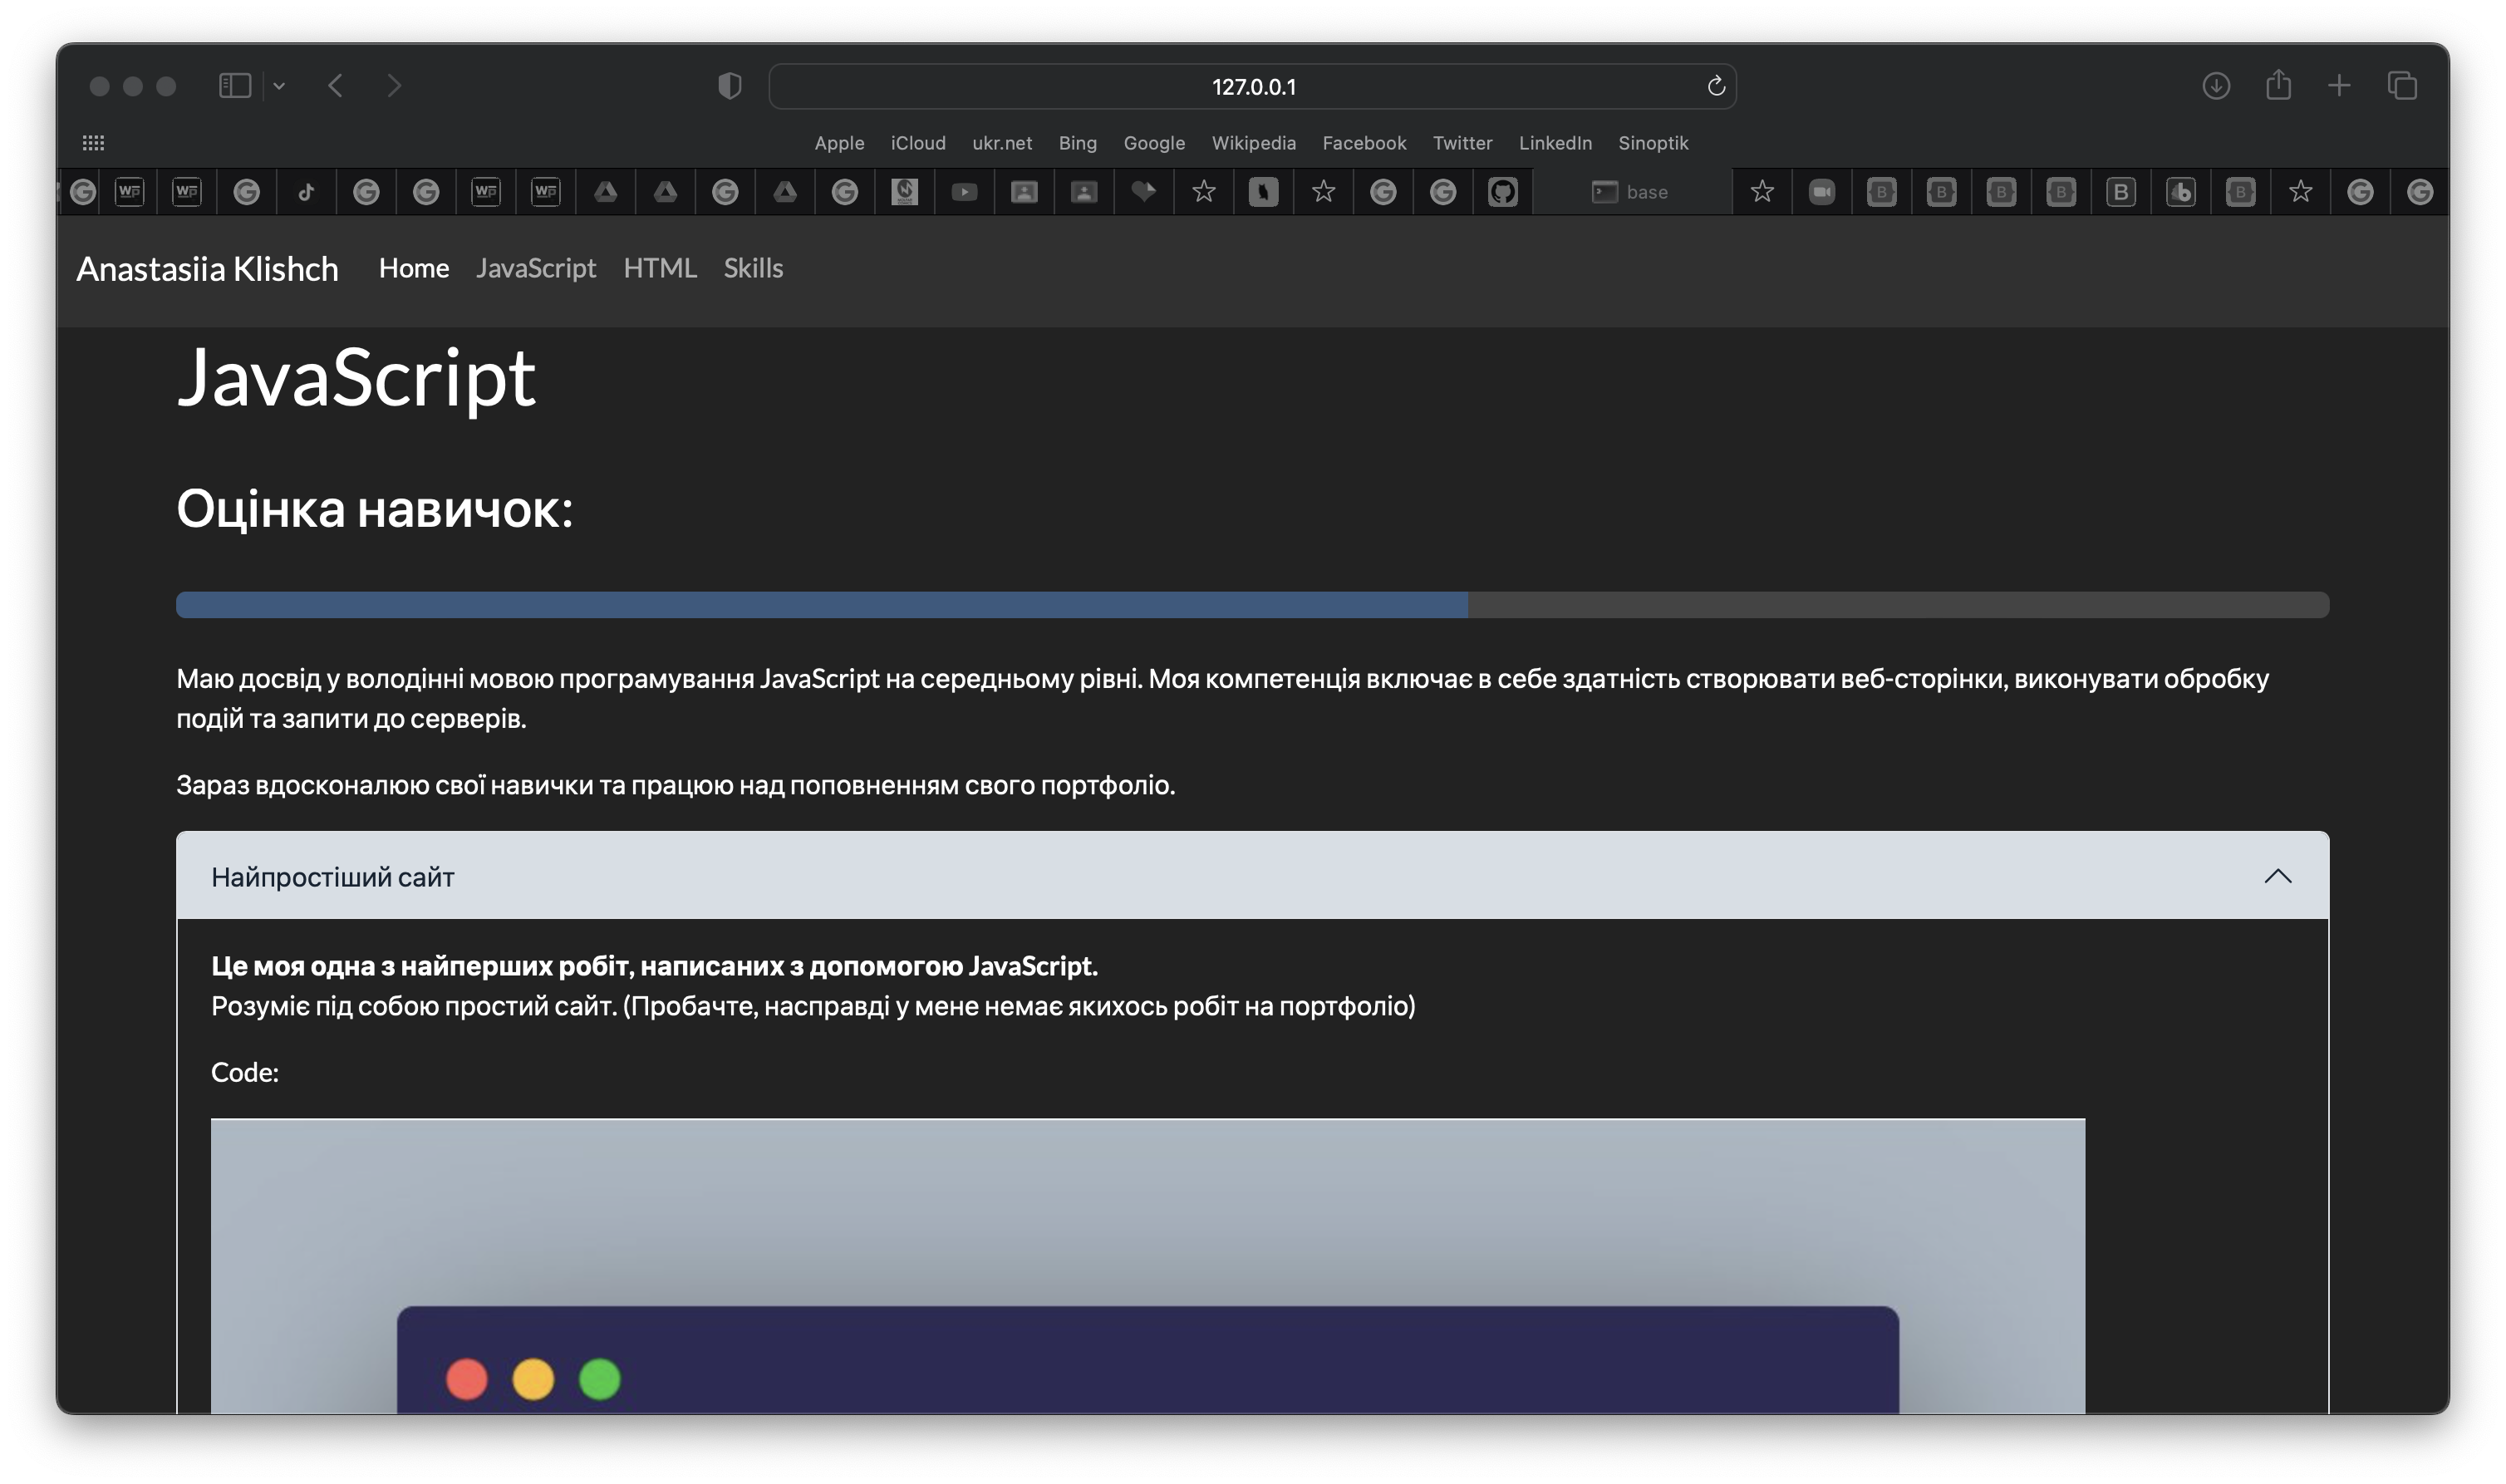 127.0.0.1
Apple iCloud ukr.net Bing Google Wikipedia Facebook Twitter LinkedIn Sinoptik
base
Anastasiia Klishch Home JavaScript HTML Skills
JavaScript
Оцінка навичок:
Маю досвід у володінні мовою програмування JavaScript на середньому рівні. Моя компетенція включає в себе здатність створювати веб-сторінки, виконувати обробку
подій та запити до серверів.
Зараз вдосконалюю свої навички та працюю над поповненням свого портфоліо.
Найпростіший сайт
Це моя одна з найперших робіт, написаних з допомогою JavaScript.
Розуміє під собою простий сайт. (Пробачте, насправді у мене немає якихось робіт на портфоліо)
Code: